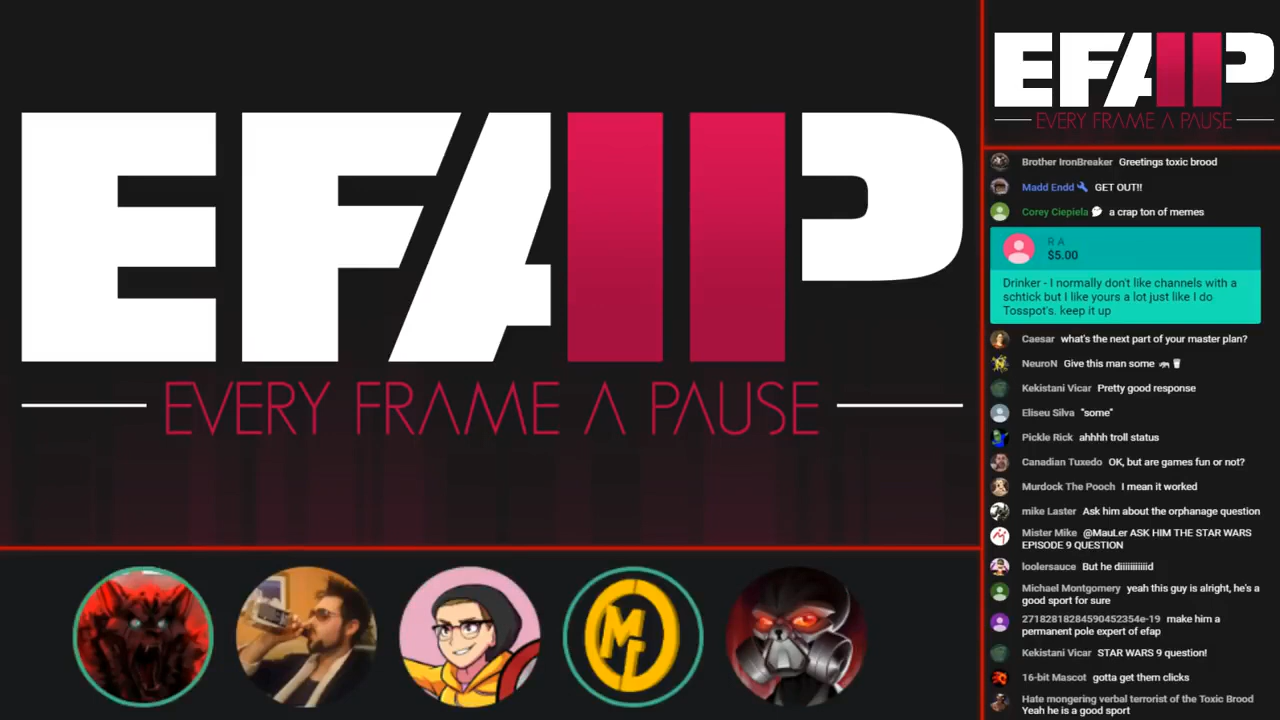 EFAP
EVERY FRAME A PAUSE
EFAP
EVERY FRAME A PAUSE
Brother IronBreaker Greetings toxic brood
Madd Endd GET OUT!!
Corey Ciepiela a crap ton of memes
R A
$5.00
Drinker - I normally don't like channels with a
schtick but I like yours a lot just like I do
Tosspot's. keep it up
Caesar what's the next part of your master plan?
NeuroN Give this man some
Kekistani Vicar Pretty good response
Eliseu Silva "some"
Pickle Rick ahhhh troll status
Canadian Tuxedo OK, but are games fun or not?
Murdock The Pooch I mean it worked
mike Laster Ask him about the orphanage question
Mister Mike @MauLer ASK HIM THE STAR WARS
EPISODE 9 QUESTION
loolersauce But he diiiiiiiiiiid
Michael Montgomery yeah this guy is alright, he's a
good sport for sure
27182818284590452354e-19 make him a
permanent pole expert of efap
Kekistani Vicar STAR WARS 9 question!
16-bit Mascot gotta get them clicks
Hate mongering verbal terrorist of the Toxic Brood
Yeah he is a good sport